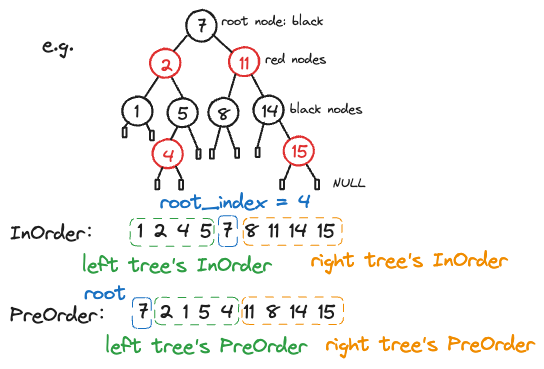 7 root node: black
e.g.
2 11 red nodes
1 5 8 14 black nodes
4 15
NULL
root_index = 4
InOrder: 1 2 4 5 7 8 11 14 15
left tree's InOrder right tree's InOrder
root
PreOrder: 7 2 1 5 4 11 8 14 15
left tree's PreOrder right tree's PreOrder